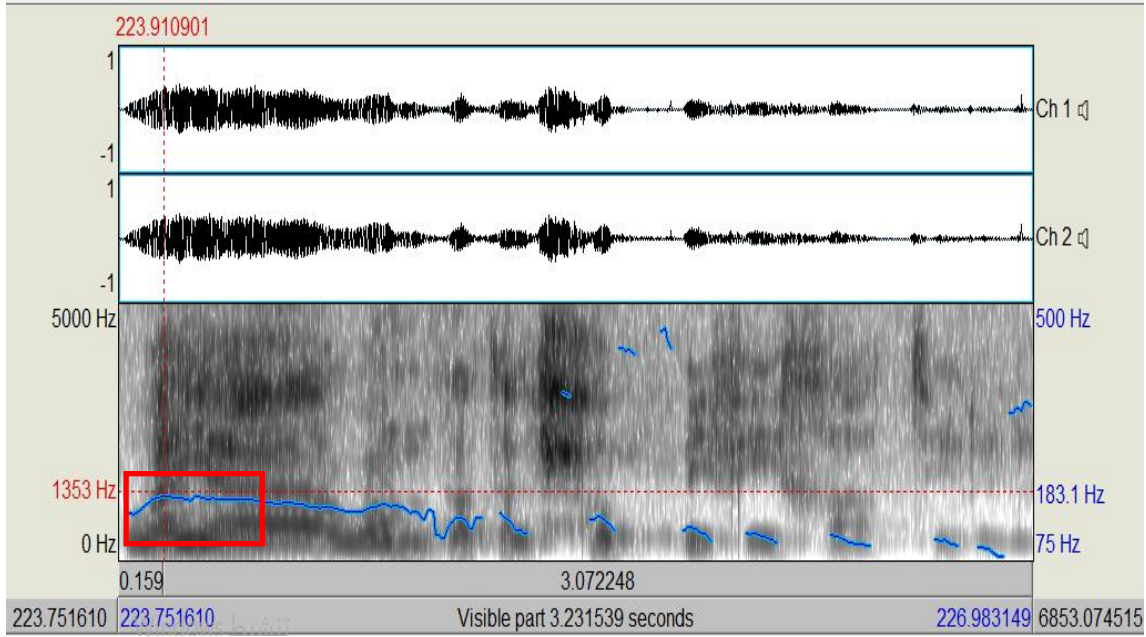 223.910901
1
-1
Ch 1
1
-1
Ch 2
5000 Hz
500 Hz
1353 Hz
183.1 Hz
0 Hz
75 Hz
0.159
3.072248
223.751610
223.751610
Visible part 3.231539 seconds
226.983149
6853.074515